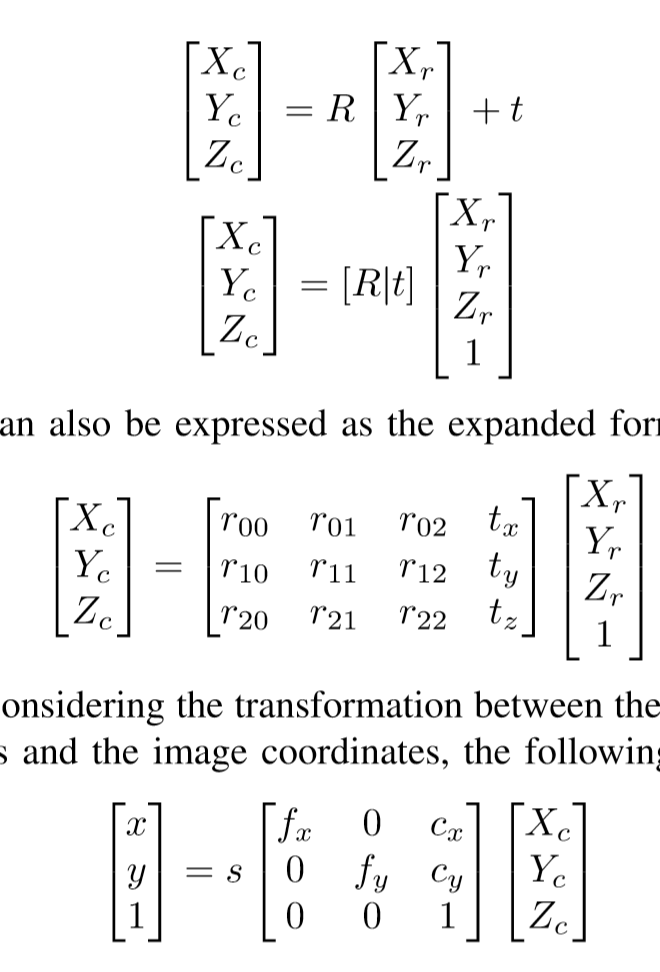 \begin{bmatrix} X_c \\ Y_c \\ Z_c \end{bmatrix} = R \begin{bmatrix} X_r \\ Y_r \\ Z_r \end{bmatrix} + t
\begin{bmatrix} X_c \\ Y_c \\ Z_c \end{bmatrix} = [R|t] \begin{bmatrix} X_r \\ Y_r \\ Z_r \\ 1 \end{bmatrix}
an also be expressed as the expanded for
\begin{bmatrix} X_c \\ Y_c \\ Z_c \end{bmatrix} = \begin{bmatrix} r_{00} & r_{01} & r_{02} & t_x \\ r_{10} & r_{11} & r_{12} & t_y \\ r_{20} & r_{21} & r_{22} & t_z \end{bmatrix} \begin{bmatrix} X_r \\ Y_r \\ Z_r \\ 1 \end{bmatrix}
onsidering the transformation between the
s and the image coordinates, the following
\begin{bmatrix} x \\ y \\ 1 \end{bmatrix} = s \begin{bmatrix} f_x & 0 & c_x \\ 0 & f_y & c_y \\ 0 & 0 & 1 \end{bmatrix} \begin{bmatrix} X_c \\ Y_c \\ Z_c \end{bmatrix}